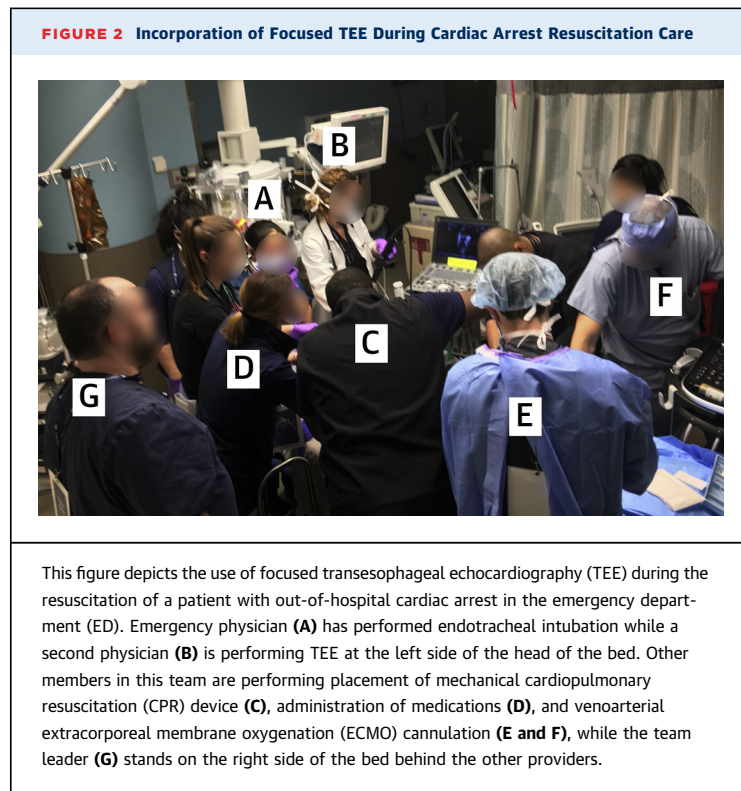 FIGURE 2 Incorporation of Focused TEE During Cardiac Arrest Resuscitation Care
B
A
F
C
D
G
E
This figure depicts the use of focused transesophageal echocardiography (TEE) during the
resuscitation of a patient with out-of-hospital cardiac arrest in the emergency depart-
ment (ED). Emergency physician (A) has performed endotracheal intubation while a
second physician (B) is performing TEE at the left side of the head of the bed. Other
members in this team are performing placement of mechanical cardiopulmonary
resuscitation (CPR) device (C), administration of medications (D), and venoarterial
extracorporeal membrane oxygenation (ECMO) cannulation (E and F), while the team
leader (G) stands on the right side of the bed behind the other providers.